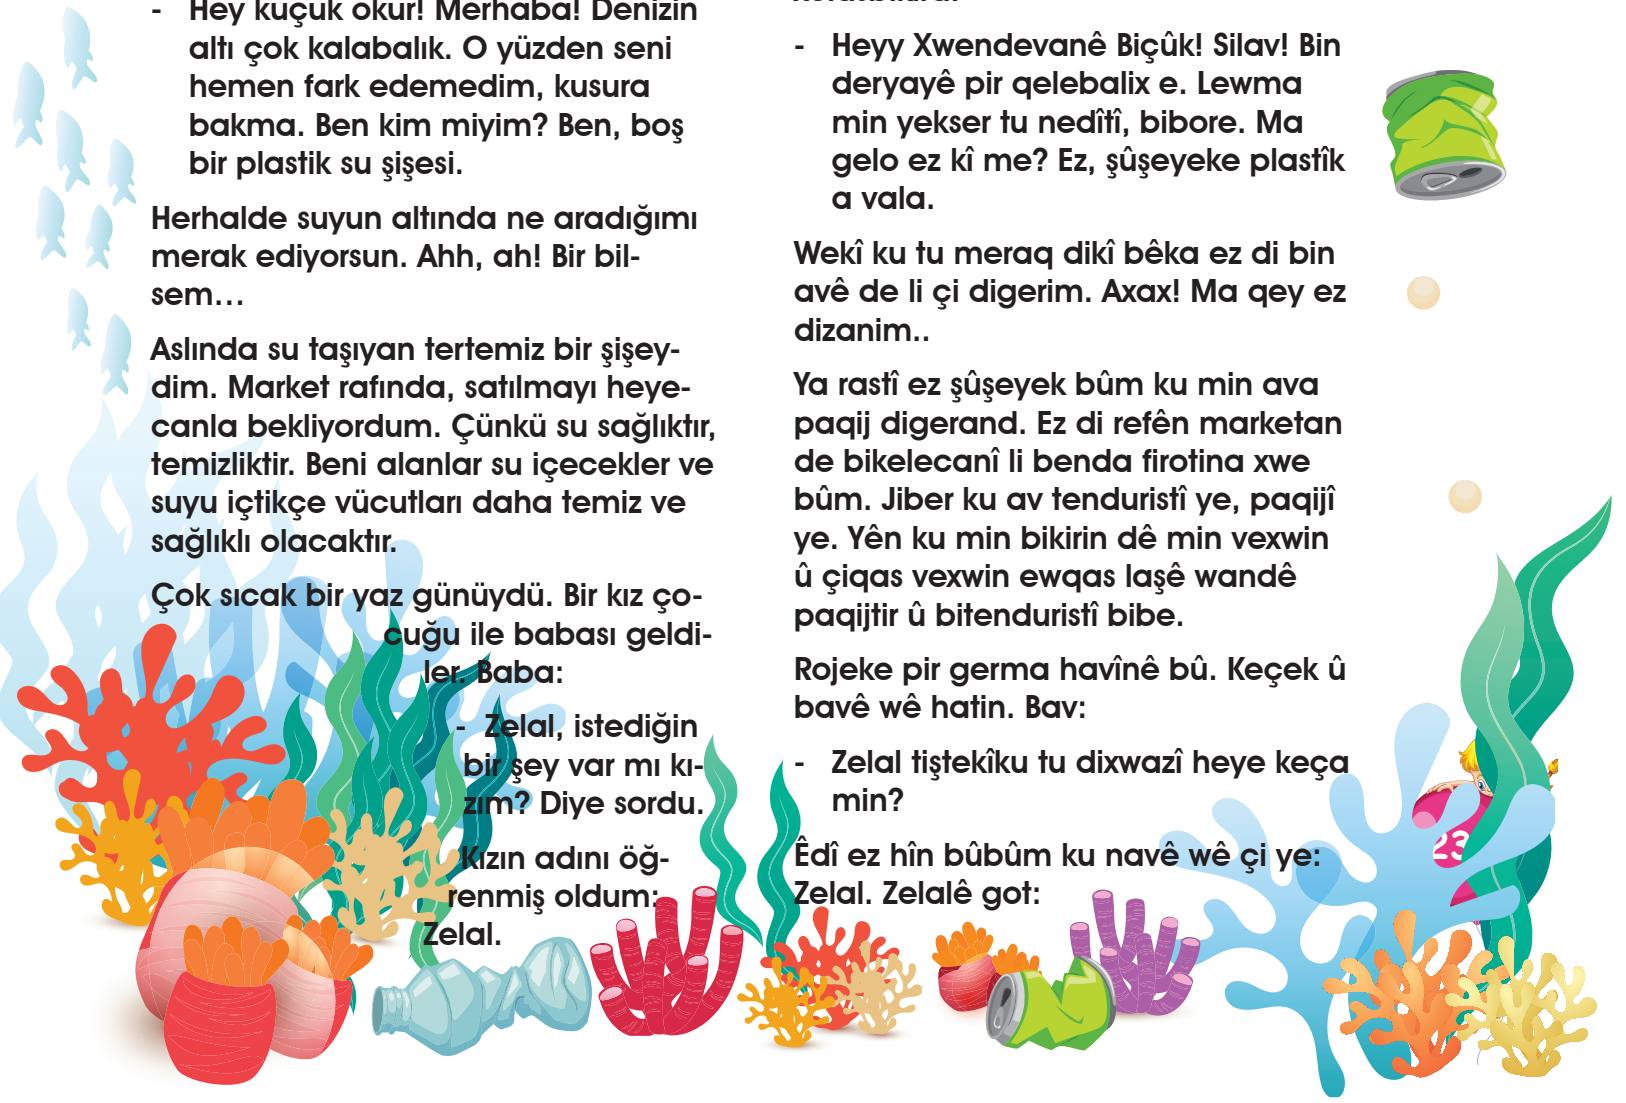 - Hey küçük okur! Merhaba! Denizin
altı çok kalabalık. O yüzden seni
hemen fark edemedim, kusura
bakma. Ben kim miyim? Ben, boş
bir plastik su şişesi.
Herhalde suyun altında ne aradığımı
merak ediyorsun. Ahh, ah! Bir bil-
sem…
Aslında su taşıyan tertemiz bir şişey-
dim. Market rafında, satılmayı heye-
canla bekliyordum. Çünkü su sağlıktır,
temizliktir. Beni alanlar su içecekler ve
suyu içtikçe vücutları daha temiz ve
sağlıklı olacaktır.
Çok sıcak bir yaz günüydü. Bir kız ço-
cuğu ile babası geldi-
ler. Baba:
- Zelal, istediğin
bir şey var mı kı-
zım? Diye sordu.
Kızın adını öğ-
renmiş oldum:
Zelal.
- Heyy Xwendevanê Biçûk! Silav! Bin
deryayê pir qelebalix e. Lewma
min yekser tu nedîtî, bibore. Ma
gelo ez kî me? Ez, şûşeyeke plastîk
a vala.
Wekî ku tu meraq dikî bêka ez di bin
avê de li çi digerim. Axax! Ma qey ez
dizanim..
Ya rastî ez şûşeyek bûm ku min ava
paqij digerand. Ez di refên marketan
de bikelecanî li benda firotina xwe
bûm. Jiber ku av tenduristî ye, paqijî
ye. Yên ku min bikirin dê min vexwin
û çiqas vexwin ewqas laşê wandê
paqijtir û bitenduristî bibe.
Rojeke pir germa havînê bû. Keçek û
bavê wê hatin. Bav:
- Zelal tiştekîku tu dixwazî heye keça
min?
Êdî ez hîn bûbûm ku navê wê çi ye:
Zelal. Zelalê got:
23